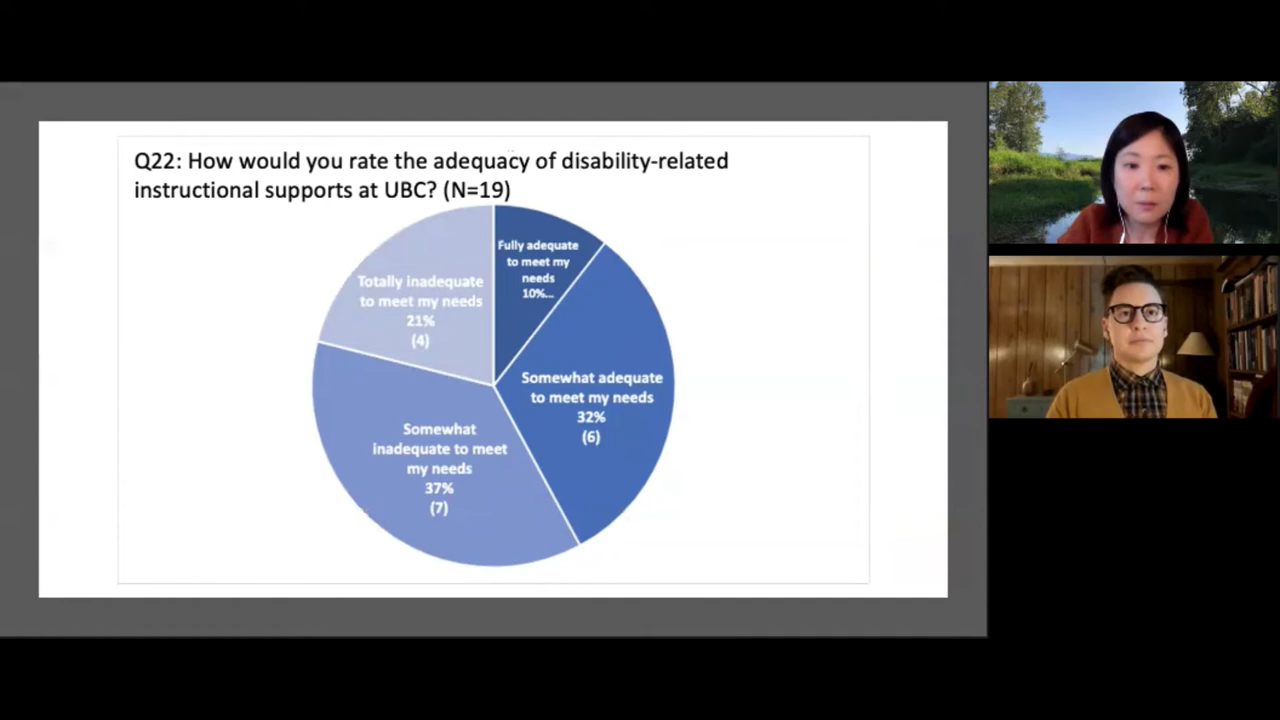 Q22: How would you rate the adequacy of disability-related
instructional supports at UBC? (N=19)
Fully adequate
to meet my
needs
10%...
Somewhat adequate
to meet my needs
32%
(6)
Somewhat
inadequate to meet
my needs
37%
(7)
Totally inadequate
to meet my needs
21%
(4)